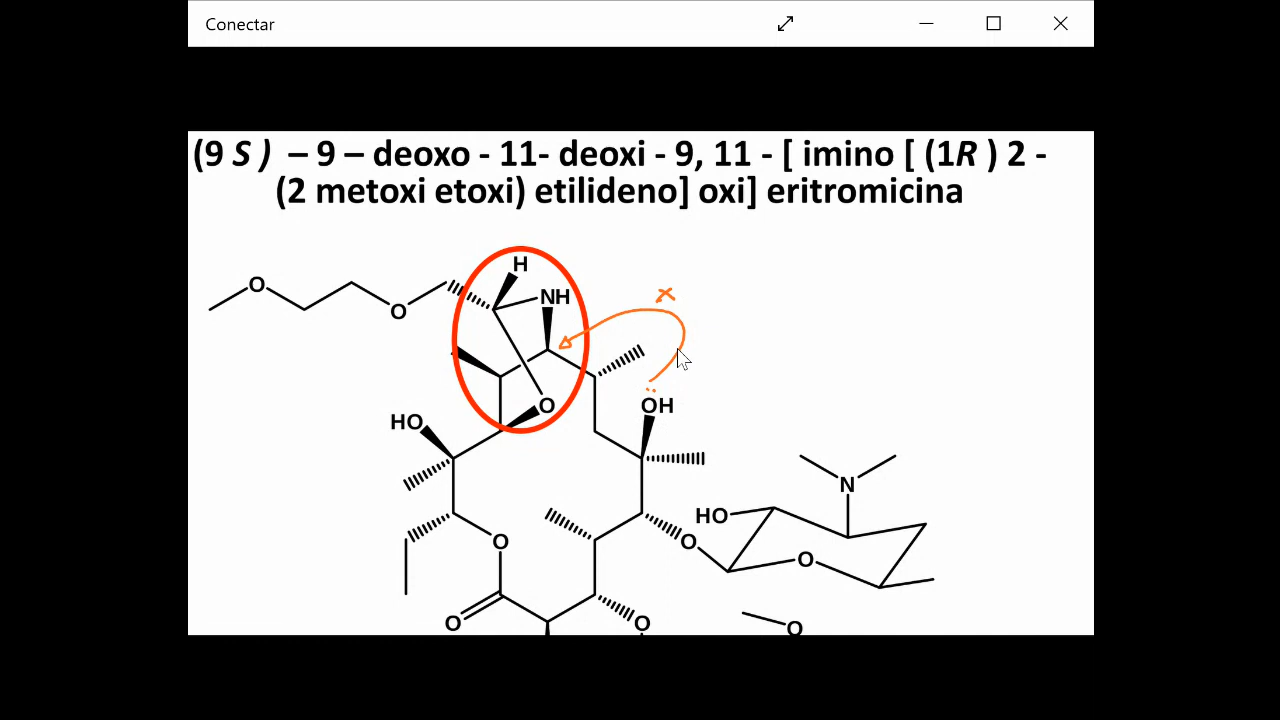 Conectar
(9 S ) – 9 – deoxo - 11- deoxi - 9, 11 - [ imino [ (1R ) 2 -
(2 metoxi etoxi) etilideno] oxi] eritromicina
H
O
NH
O
x
O
OH
HO
N
HO
O
O
O
O
O
O